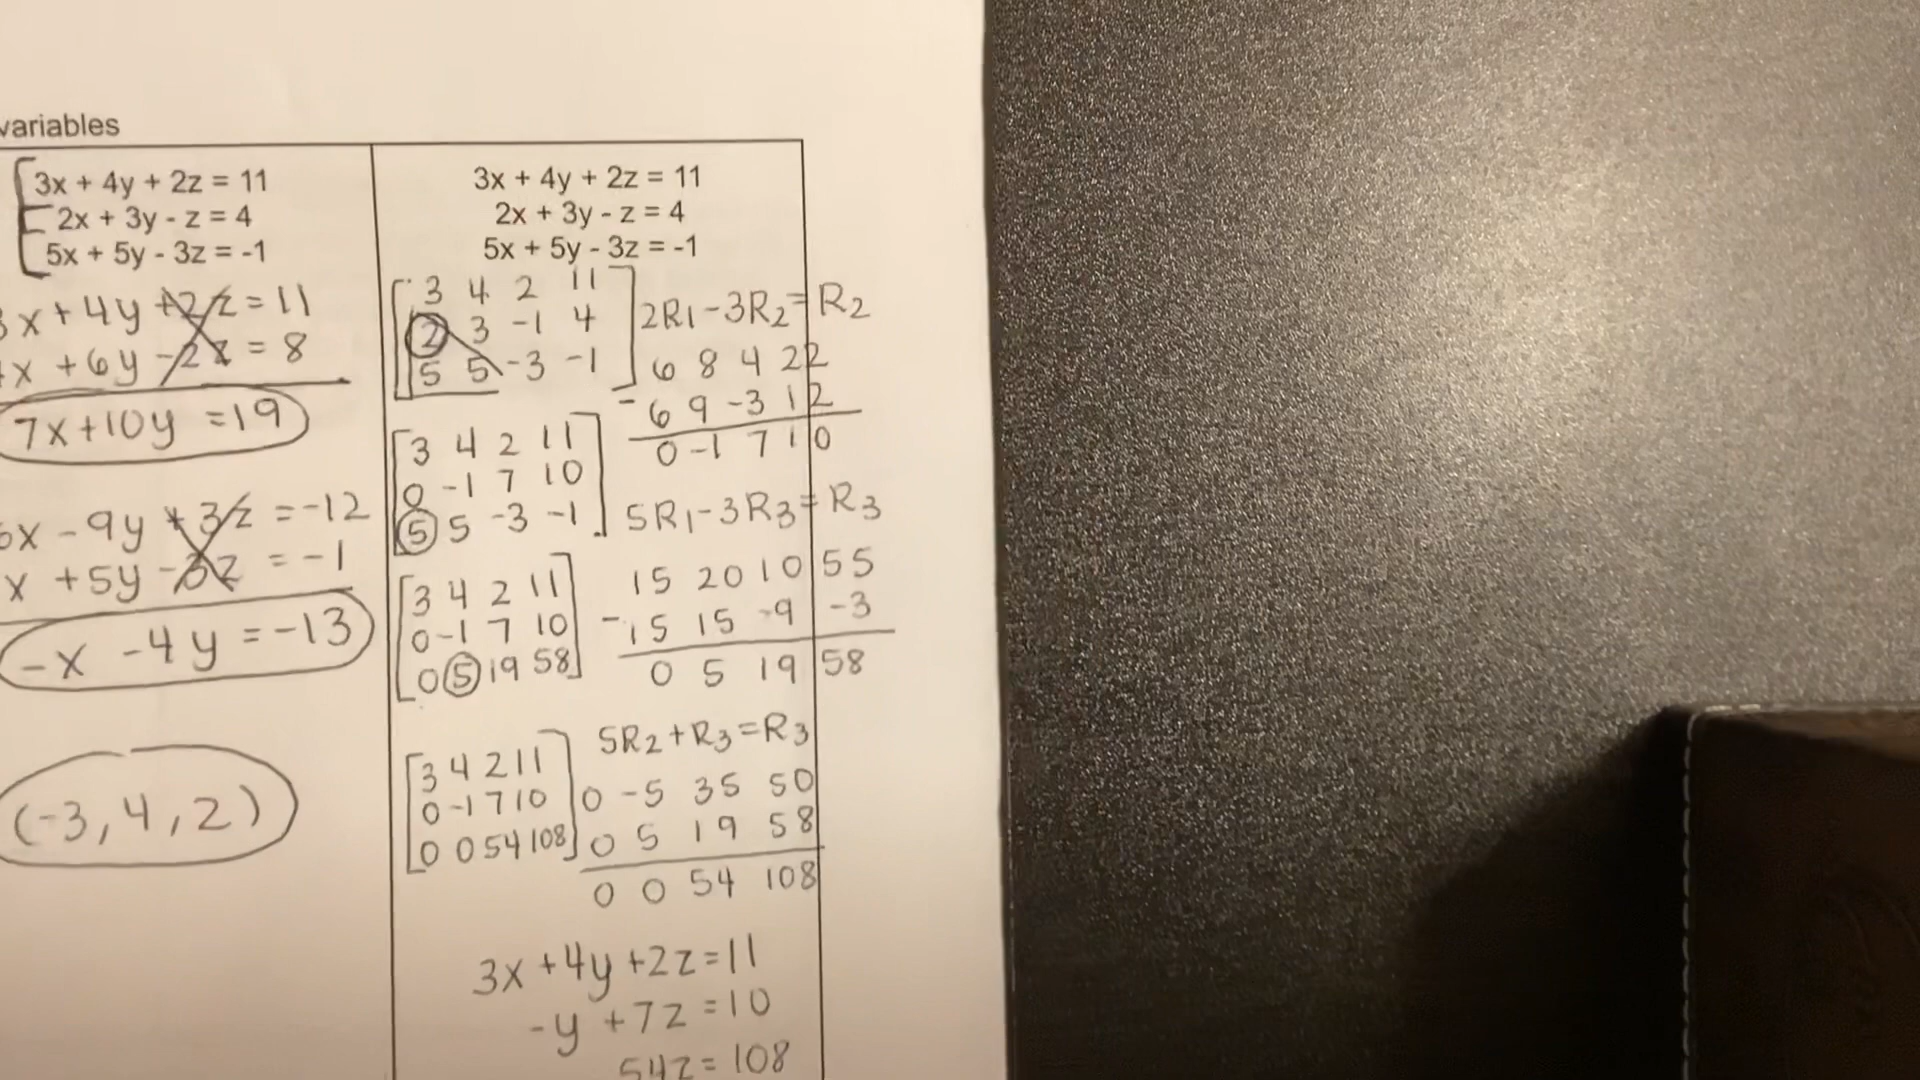 variables
3x + 4y + 2z = 11
2x + 3y - z = 4
5x + 5y - 3z = -1
3x + 4y + 2z = 11
x + 6y - 2z = 8
7x + 10y = 19
6x - 9y + 3z = -12
x + 5y - 3z = -1
-x - 4y = -13
(-3, 4, 2)
3x + 4y + 2z = 11
2x + 3y - z = 4
5x + 5y - 3z = -1
3 4 2 11
2 3 -1 4
5 5 -3 -1
2R1 - 3R2 = R2
6 8 4 22
- 6 9 -3 12
0 -1 7 10
3 4 2 11
0 -1 7 10
5 5 -3 -1
5R1 - 3R3 = R3
15 20 10 55
- 15 15 -9 -3
0 5 19 58
3 4 2 11
0 -1 7 10
0 5 19 58
5R2 + R3 = R3
0 -5 35 50
0 5 19 58
0 0 54 108
3 4 2 11
0 -1 7 10
0 0 54 108
3x + 4y + 2z = 11
-y + 7z = 10
54z = 108